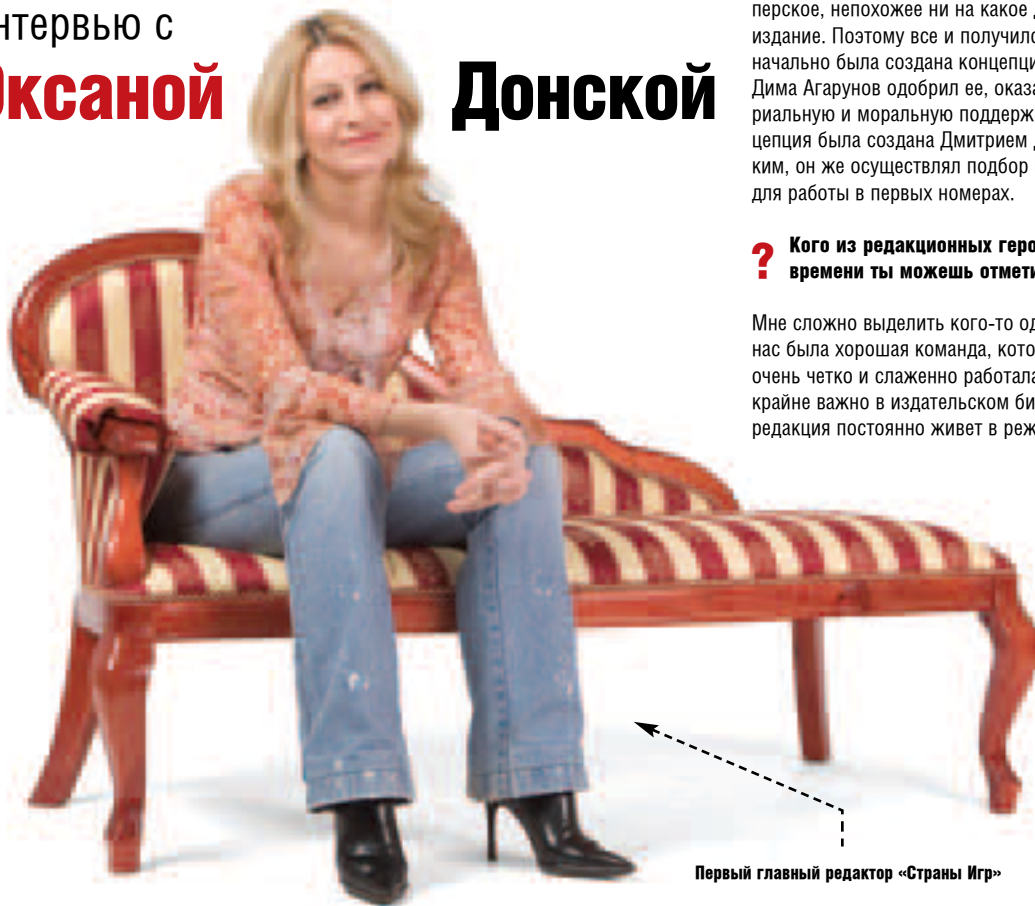 нтервью с
Оксаной Донской
перское, непохожее ни на какое д
издание. Поэтому все и получилос
начально была создана концепци
Дима Агарунов одобрил ее, оказа
риальную и моральную поддерж
цепция была создана Дмитрием
ким, он же осуществлял подбор
для работы в первых номерах.
? Кого из редакционных геро
времени ты можешь отмети
Мне сложно выделить кого-то од
нас была хорошая команда, кото
очень четко и слаженно работала
крайне важно в издательском би
редакция постоянно живет в реж
Первый главный редактор «Страны Игр»